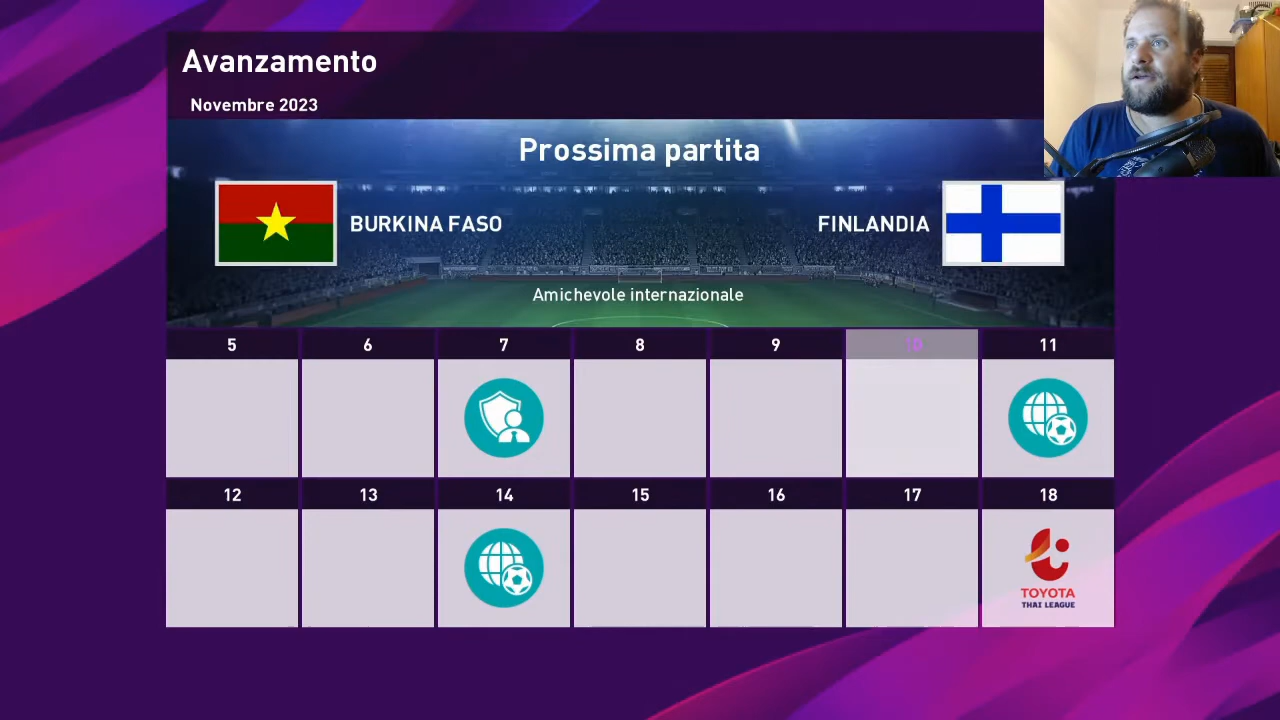 Avanzamento
Novembre 2023
Prossima partita
BURKINA FASO
FINLANDIA
Amichevole internazionale
5 6 7 8 9 10 11
12 13 14 15 16 17 18
TOYOTA
THAI LEAGUE